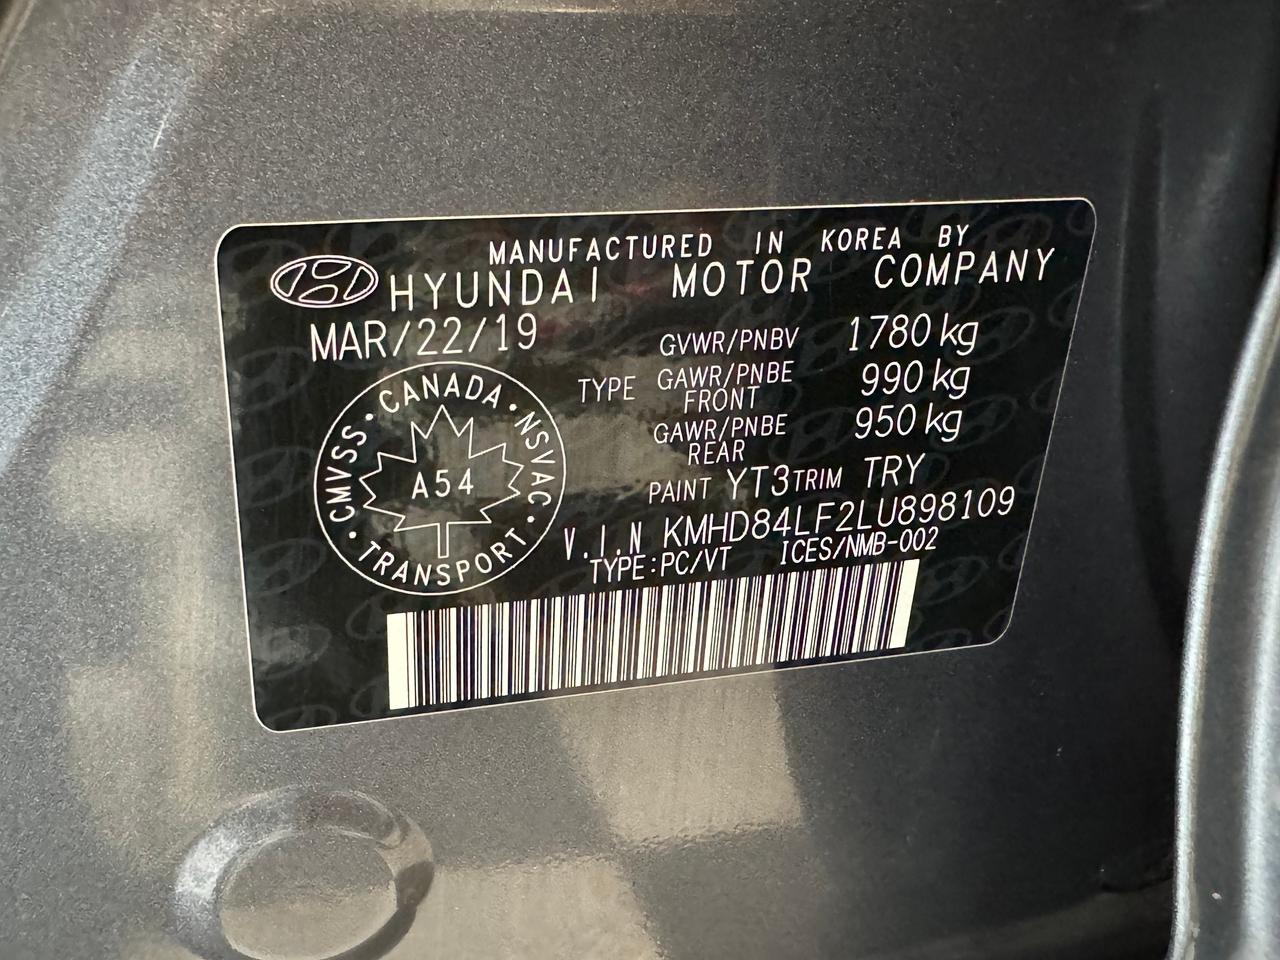 MANUFACTURED IN KOREA BY
HYUNDAI MOTOR COMPANY
MAR/22/19
GVWR/PNBV 1780 kg
TYPE GAWR/PNBE FRONT 990 kg
GAWR/PNBE REAR 950 kg
PAINT YT3 TRIM TRY
V.I.N KMHD84LF2LU898109
TYPE:PC/VT ICES/NMB-002
CANADA · NSVAC · TRANSPORT · CMVSS ·
A54